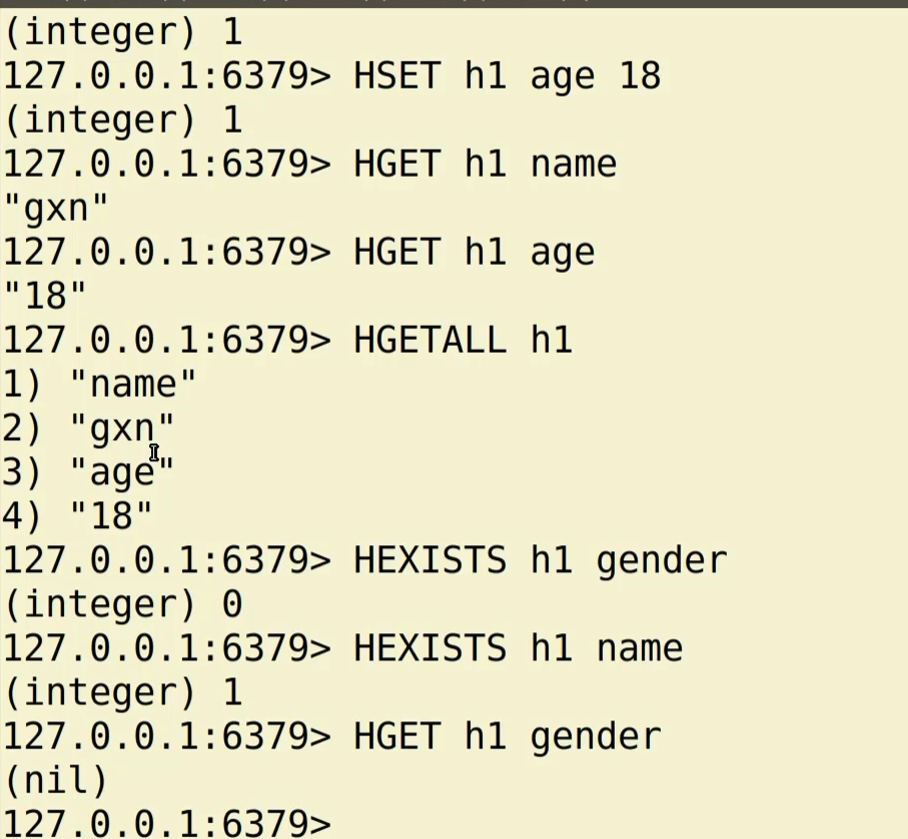 (integer) 1
127.0.0.1:6379> HSET h1 age 18
(integer) 1
127.0.0.1:6379> HGET h1 name
"gxn"
127.0.0.1:6379> HGET h1 age
"18"
127.0.0.1:6379> HGETALL h1
1) "name"
2) "gxn"
3) "age"
4) "18"
127.0.0.1:6379> HEXISTS h1 gender
(integer) 0
127.0.0.1:6379> HEXISTS h1 name
(integer) 1
127.0.0.1:6379> HGET h1 gender
(nil)
127.0.0.1:6379>